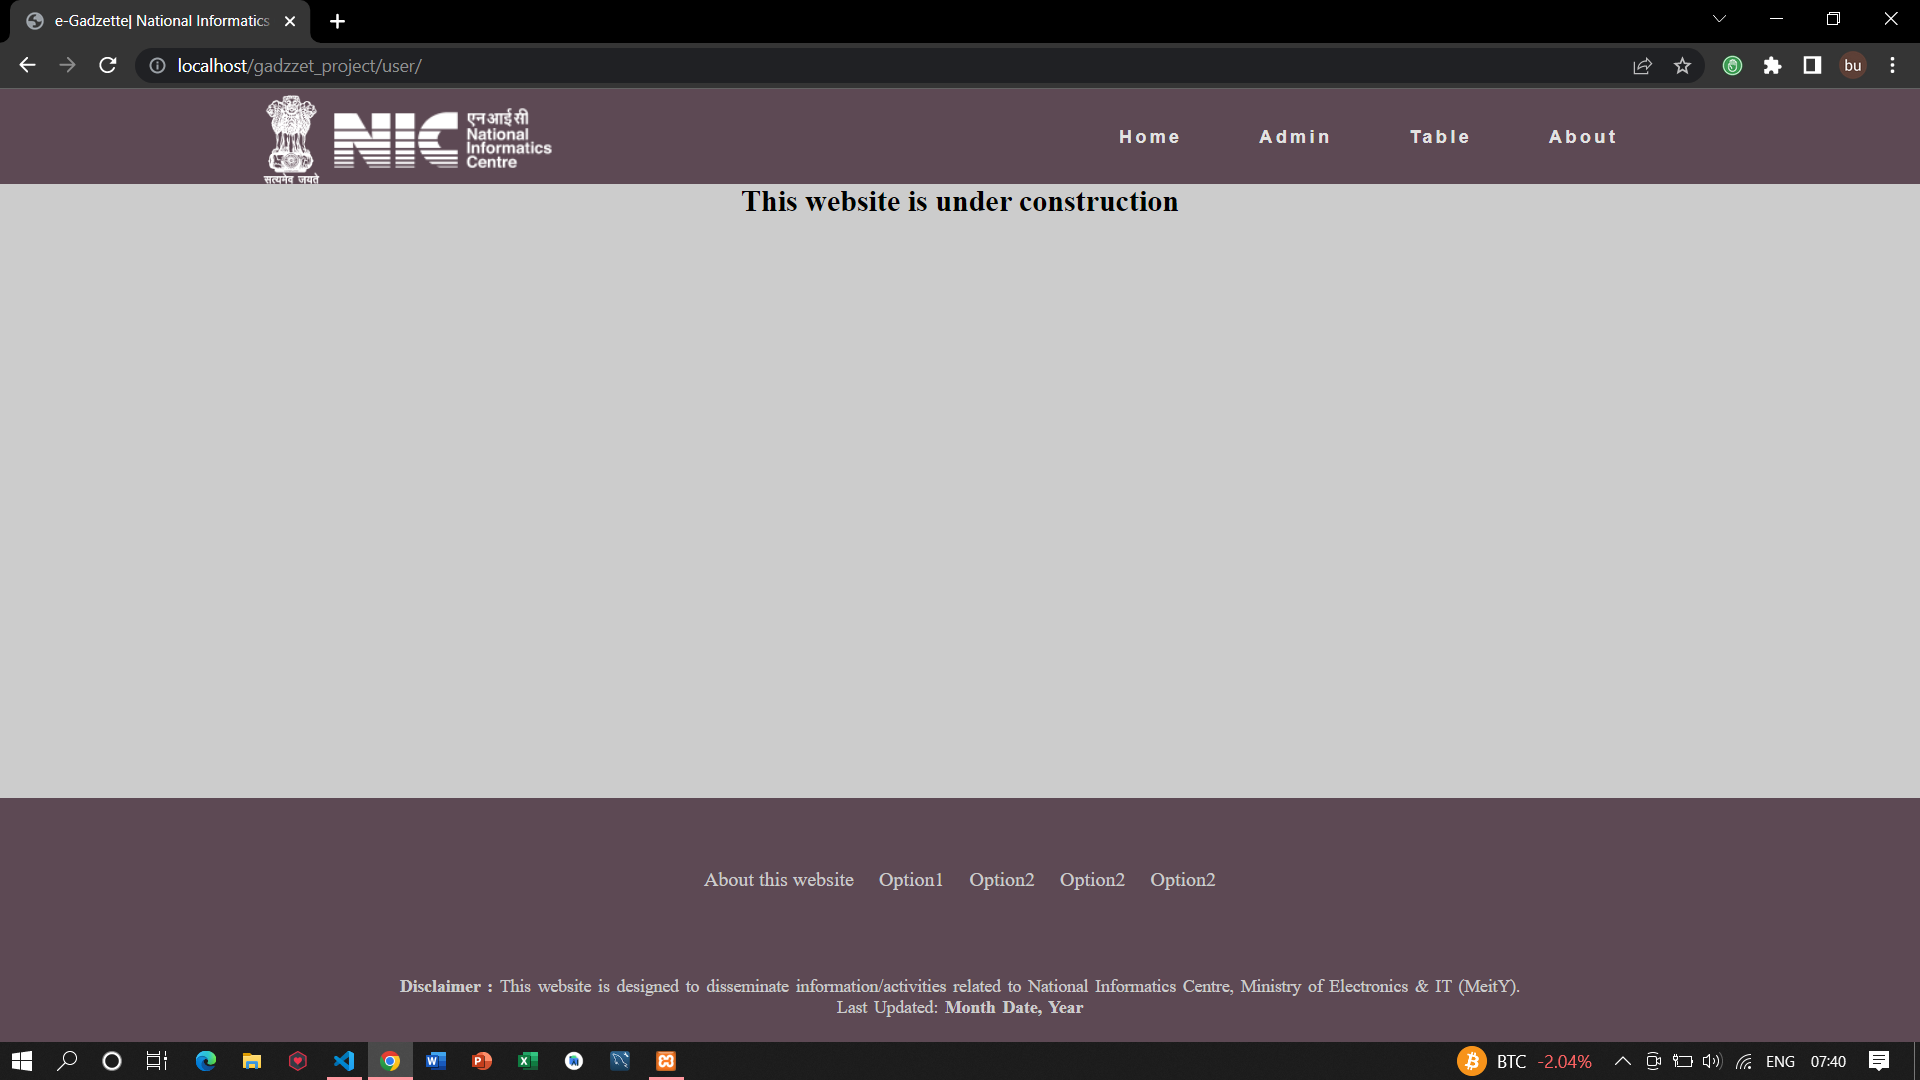 e-Gadzette| National Informatics
localhost/gadzzet_project/user/
bu
सत्यमेव जयते
NIC
एनआईसी
National
Informatics
Centre
Home Admin Table About
This website is under construction
About this website Option1 Option2 Option2 Option2
Disclaimer : This website is designed to disseminate information/activities related to National Informatics Centre, Ministry of Electronics & IT (MeitY).
Last Updated: Month Date, Year
BTC -2.04% ENG 07:40